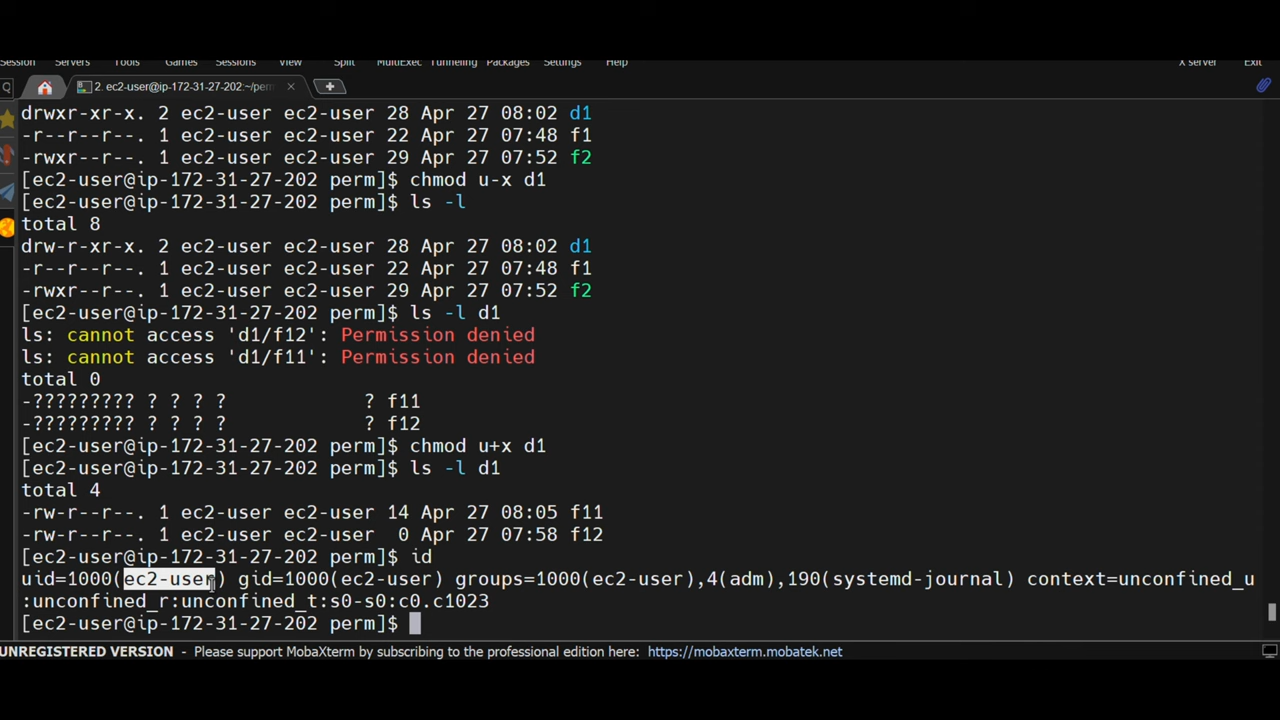 Session Servers Tools Games Sessions View Split MultiExec Tunneling Packages Settings Help X server Exit
2. ec2-user@ip-172-31-27-202:~/perm
drwxr-xr-x. 2 ec2-user ec2-user 28 Apr 27 08:02 d1
-r--r--r--. 1 ec2-user ec2-user 22 Apr 27 07:48 f1
-rwxr--r--. 1 ec2-user ec2-user 29 Apr 27 07:52 f2
[ec2-user@ip-172-31-27-202 perm]$ chmod u-x d1
[ec2-user@ip-172-31-27-202 perm]$ ls -l
total 8
drw-r-xr-x. 2 ec2-user ec2-user 28 Apr 27 08:02 d1
-r--r--r--. 1 ec2-user ec2-user 22 Apr 27 07:48 f1
-rwxr--r--. 1 ec2-user ec2-user 29 Apr 27 07:52 f2
[ec2-user@ip-172-31-27-202 perm]$ ls -l d1
ls: cannot access 'd1/f12': Permission denied
ls: cannot access 'd1/f11': Permission denied
total 0
-????????? ? ? ? ? ? f11
-????????? ? ? ? ? ? f12
[ec2-user@ip-172-31-27-202 perm]$ chmod u+x d1
[ec2-user@ip-172-31-27-202 perm]$ ls -l d1
total 4
-rw-r--r--. 1 ec2-user ec2-user 14 Apr 27 08:05 f11
-rw-r--r--. 1 ec2-user ec2-user 0 Apr 27 07:58 f12
[ec2-user@ip-172-31-27-202 perm]$ id
uid=1000(ec2-user) gid=1000(ec2-user) groups=1000(ec2-user),4(adm),190(systemd-journal) context=unconfined_u
:unconfined_r:unconfined_t:s0-s0:c0.c1023
[ec2-user@ip-172-31-27-202 perm]$
UNREGISTERED VERSION - Please support MobaXterm by subscribing to the professional edition here: https://mobaxterm.mobatek.net